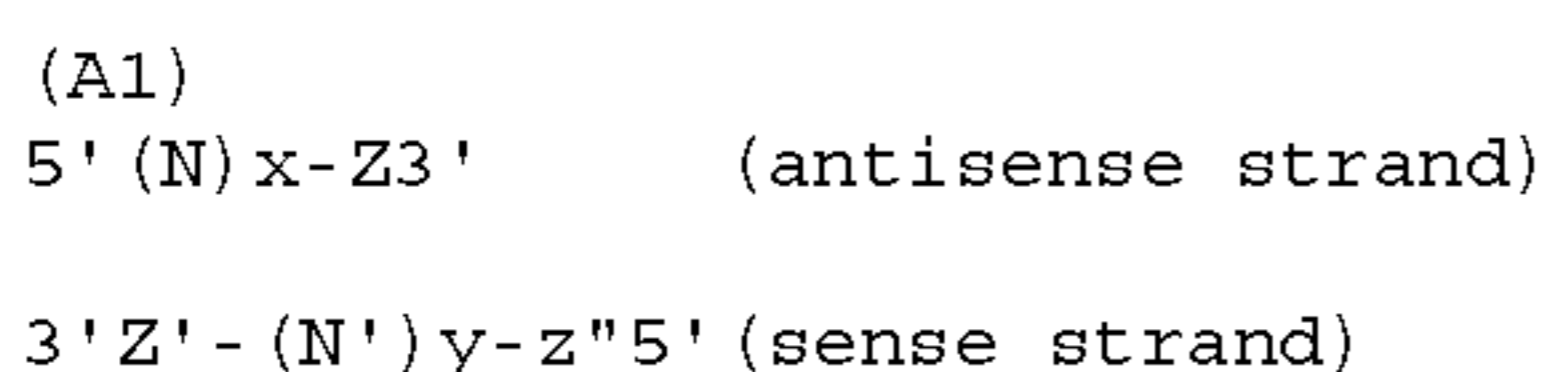 (A1)
5'(N)x-Z3' (antisense strand)
3'Z'-(N')y-z"5'(sense strand)